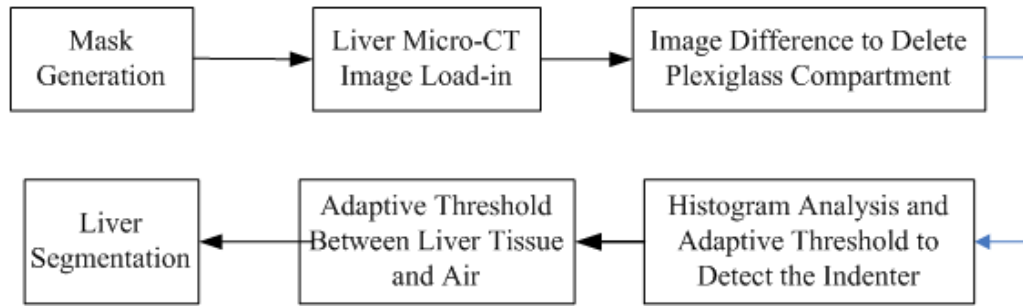 Mask
Generation
Liver Micro-CT
Image Load-in
Image Difference to Delete
Plexiglass Compartment
Histogram Analysis and
Adaptive Threshold to
Detect the Indenter
Adaptive Threshold
Between Liver Tissue
and Air
Liver
Segmentation